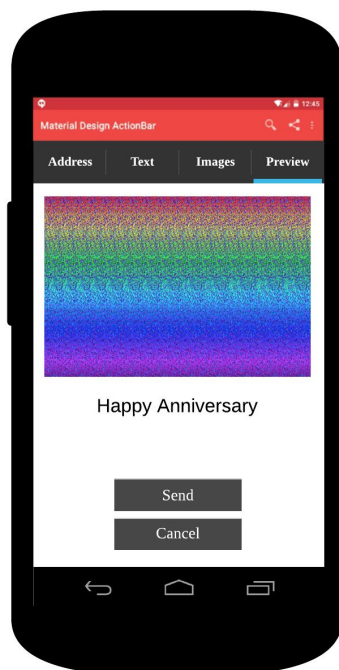 12:45
Material Design ActionBar
Address Text Images Preview
Happy Anniversary
Send
Cancel